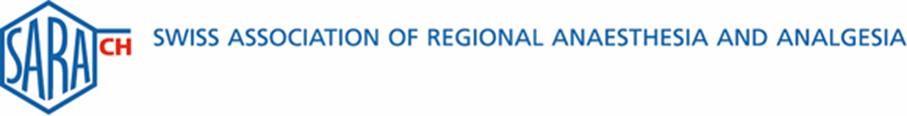 SARA
CH
SWISS ASSOCIATION OF REGIONAL ANAESTHESIA AND ANALGESIA